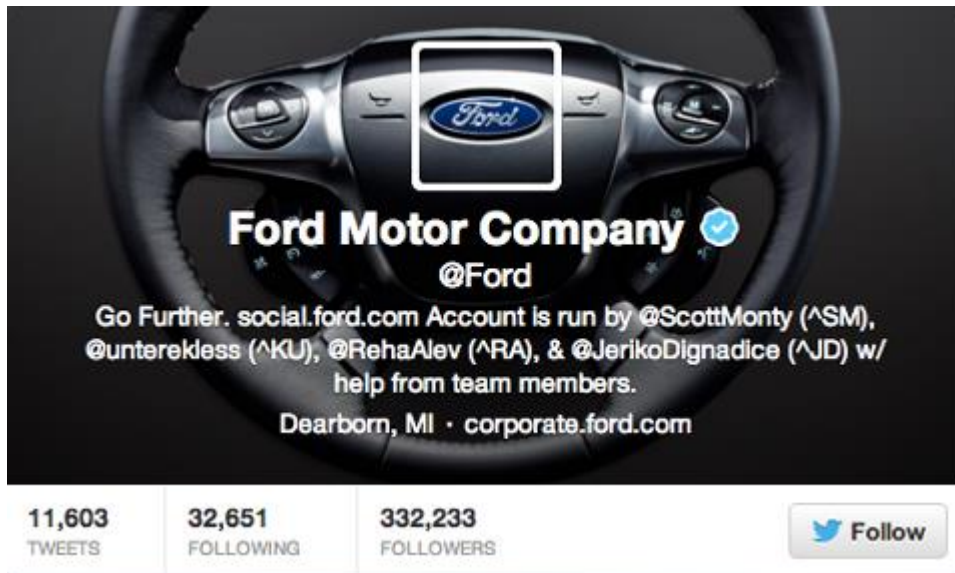 Ford
Ford Motor Company
@Ford
Go Further. social.ford.com Account is run by @ScottMonty (^SM),
@unterekless (^KU), @RehaAlev (^RA), & @JerikoDignadice (^JD) w/
help from team members.
Dearborn, MI · corporate.ford.com
11,603 32,651 332,233 Follow
TWEETS FOLLOWING FOLLOWERS